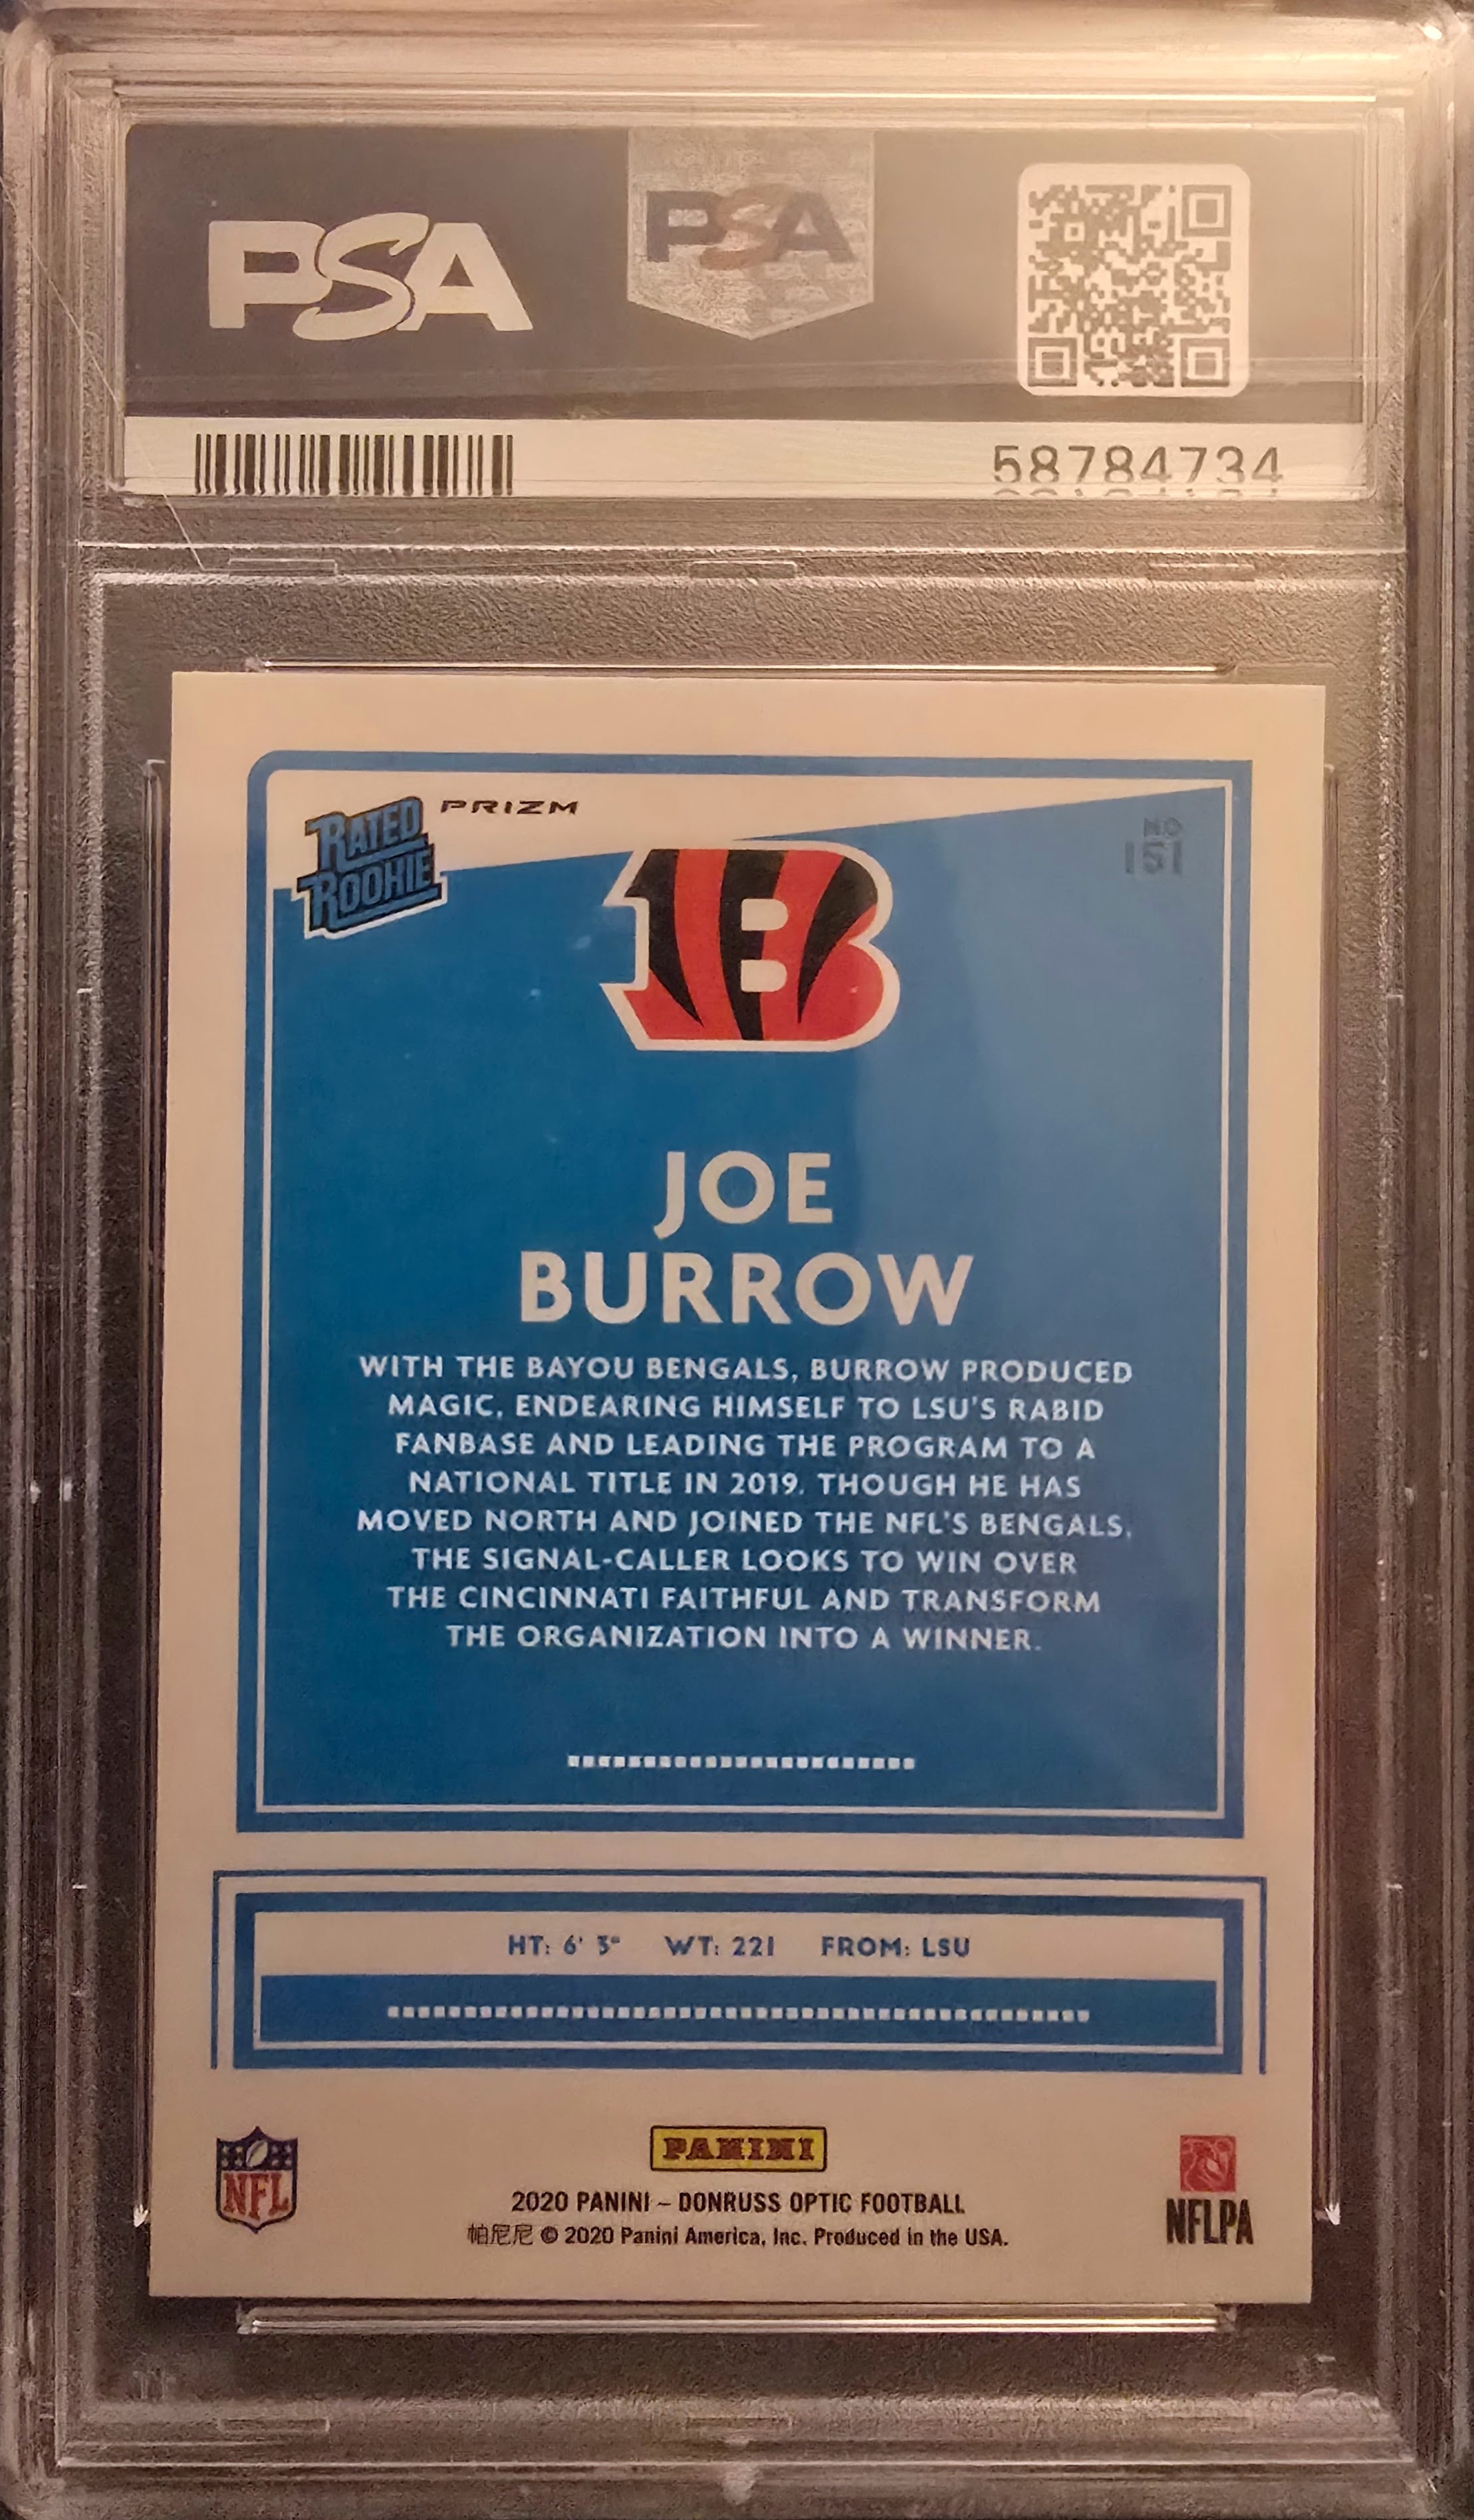 PSA
PSA
58784734
RATED
ROOKIE
PRIZM
NO
151
JOE
BURROW
WITH THE BAYOU BENGALS, BURROW PRODUCED
MAGIC, ENDEARING HIMSELF TO LSU'S RABID
FANBASE AND LEADING THE PROGRAM TO A
NATIONAL TITLE IN 2019. THOUGH HE HAS
MOVED NORTH AND JOINED THE NFL'S BENGALS,
THE SIGNAL-CALLER LOOKS TO WIN OVER
THE CINCINNATI FAITHFUL AND TRANSFORM
THE ORGANIZATION INTO A WINNER.
HT: 6' 3" WT: 221 FROM: LSU
NFL
PANINI
2020 PANINI – DONRUSS OPTIC FOOTBALL
帕尼尼 © 2020 Panini America, Inc. Produced in the USA.
NFLPA